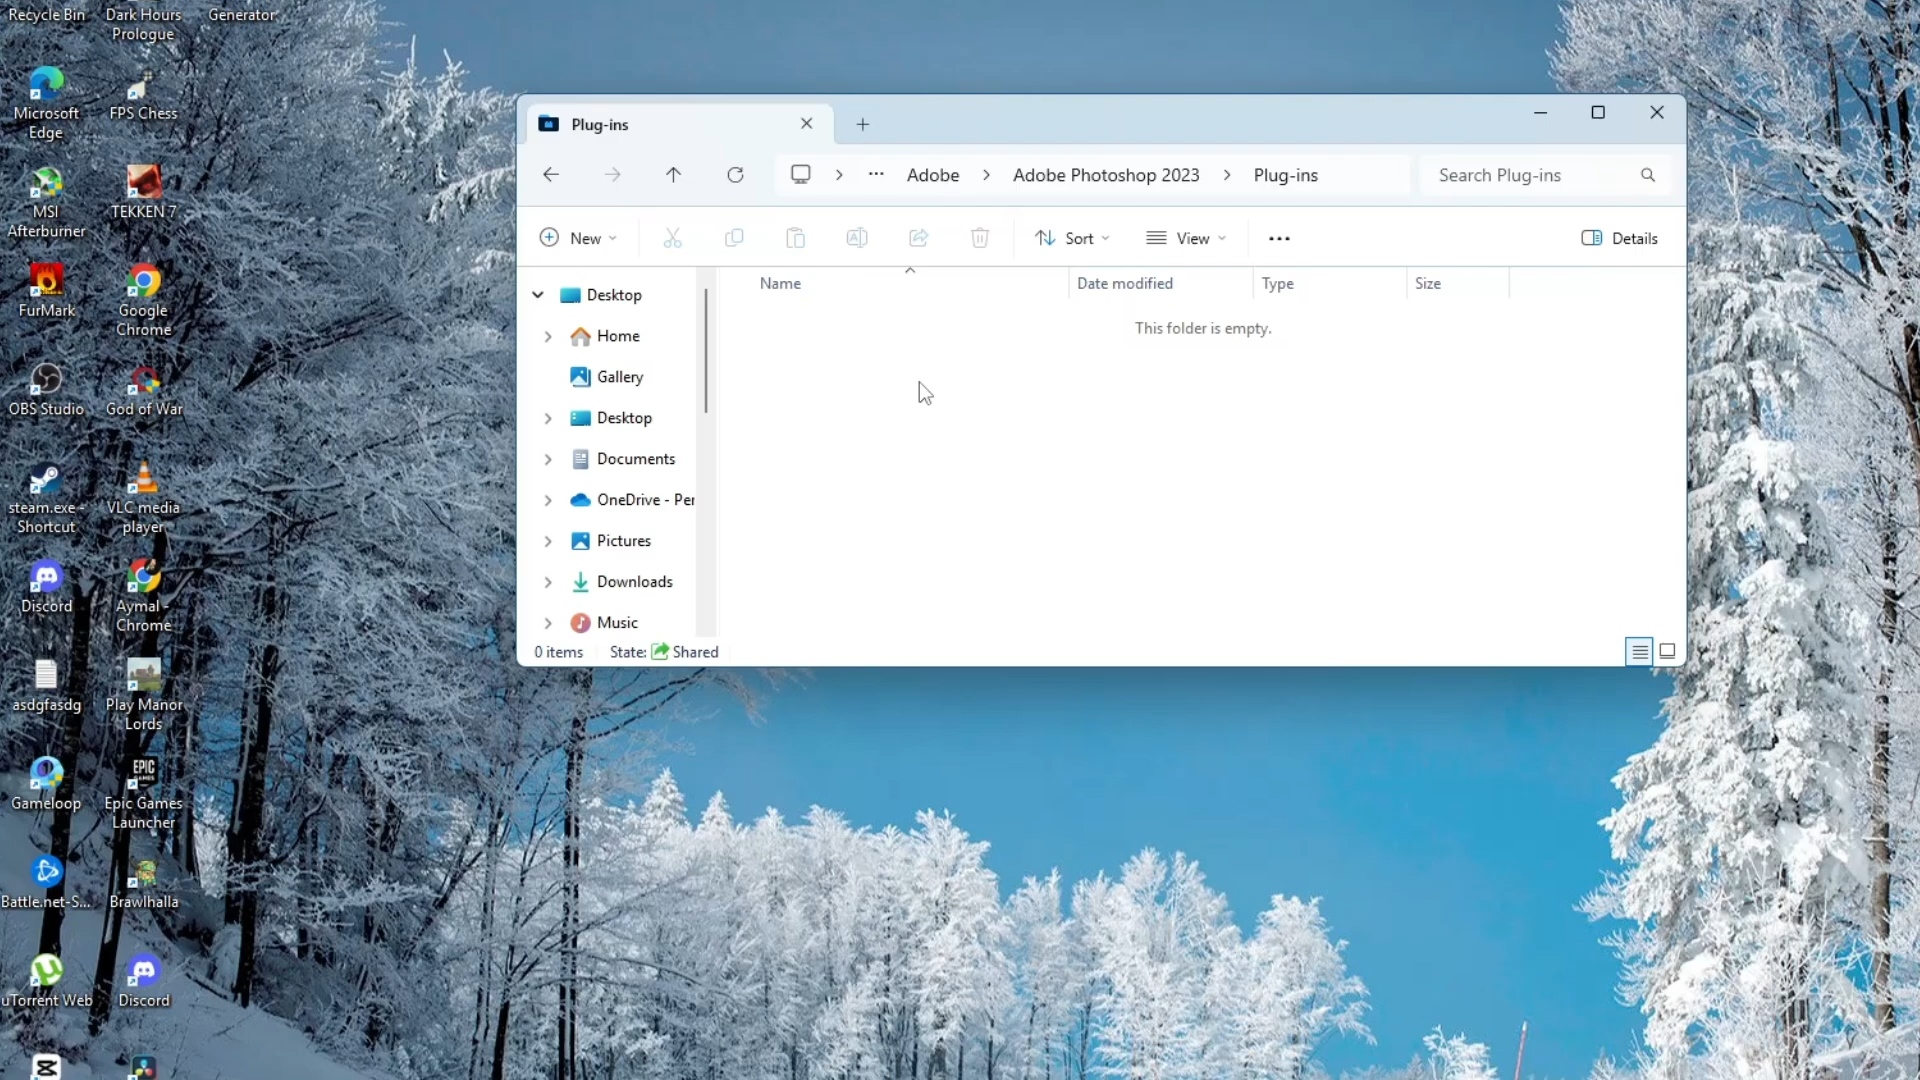 Recycle Bin
Dark Hours
Prologue
Generator
Microsoft
Edge
FPS Chess
MSI
Afterburner
TEKKEN 7
FurMark
Google
Chrome
OBS Studio
God of War
steam.exe -
Shortcut
VLC media
player
Discord
Aymal -
Chrome
asdgfasdg
Play Manor
Lords
Gameloop
EPIC
GAMES
Epic Games
Launcher
Battle.net-S...
Brawlhalla
uTorrent Web
Discord
Plug-ins
Adobe > Adobe Photoshop 2023 > Plug-ins
Search Plug-ins
New
Sort
View
Details
Name
Date modified
Type
Size
This folder is empty.
Desktop
Home
Gallery
Desktop
Documents
OneDrive - Per
Pictures
Downloads
Music
0 items
State: Shared